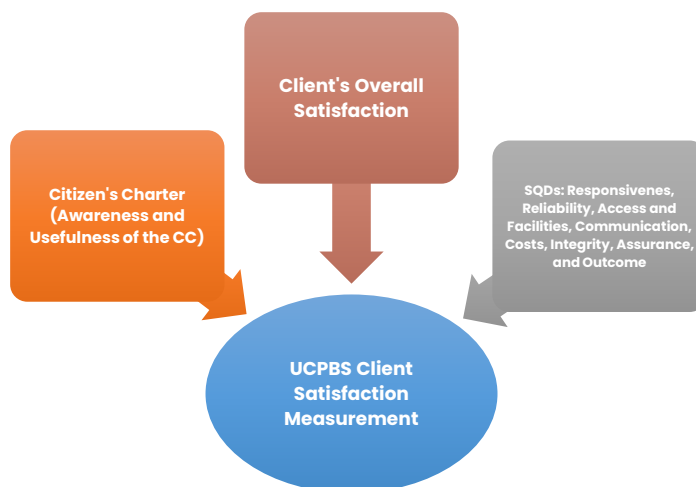 Client's Overall
Satisfaction
Citizen's Charter
(Awareness and
Usefulness of the CC)
SQDs: Responsivenes,
Reliability, Access and
Facilities, Communication,
Costs, Integrity, Assurance,
and Outcome
UCPBS Client
Satisfaction
Measurement